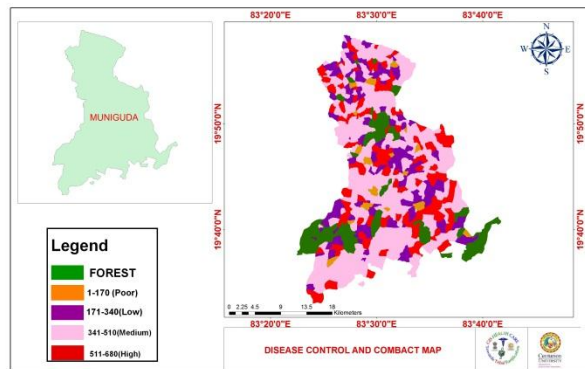 83°20'0"E 83°30'0"E 83°40'0"E
N
W E
S
MUNIGUDA
19°50'0"N 19°50'0"N
19°40'0"N 19°40'0"N
Legend
FOREST
1-170 (Poor)
171-340(Low)
341-510(Medium)
511-680(High)
0 2.25 4.5 9 13.5 18
Kilometers
83°20'0"E 83°30'0"E 83°40'0"E
DISEASE CONTROL AND COMBACT MAP